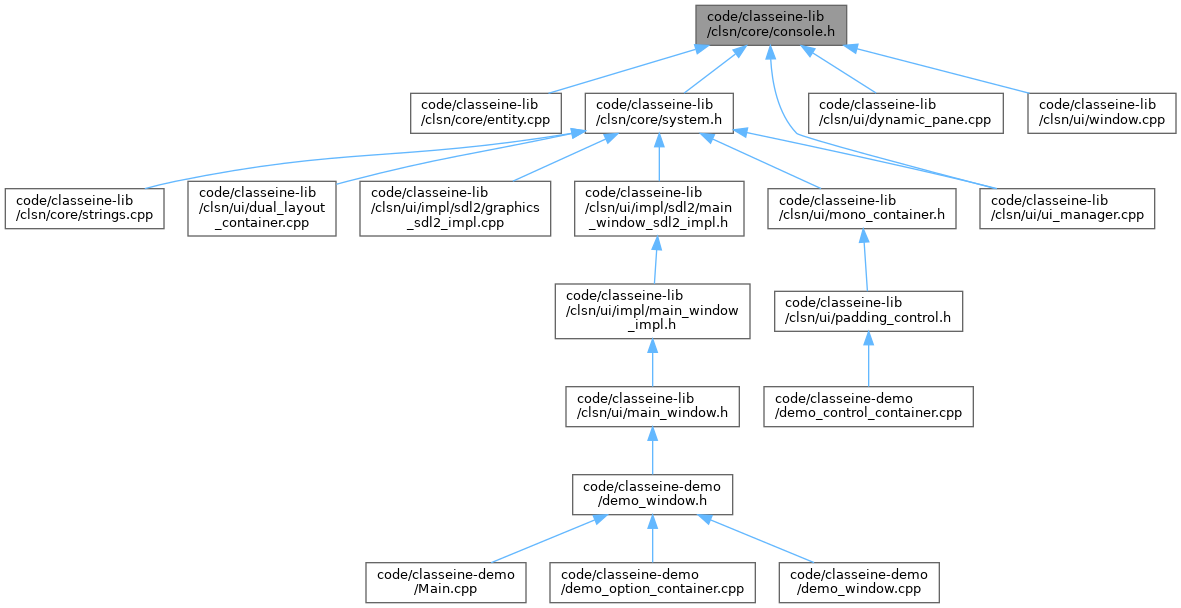 code/classeine-lib
/clsn/core/console.h
code/classeine-lib
/clsn/core/entity.cpp
code/classeine-lib
/clsn/core/system.h
code/classeine-lib
/clsn/ui/dynamic_pane.cpp
code/classeine-lib
/clsn/ui/window.cpp
code/classeine-lib
/clsn/core/strings.cpp
code/classeine-lib
/clsn/ui/dual_layout
_container.cpp
code/classeine-lib
/clsn/ui/impl/sdl2/graphics
_sdl2_impl.cpp
code/classeine-lib
/clsn/ui/impl/sdl2/main
_window_sdl2_impl.h
code/classeine-lib
/clsn/ui/mono_container.h
code/classeine-lib
/clsn/ui/ui_manager.cpp
code/classeine-lib
/clsn/ui/impl/main_window
_impl.h
code/classeine-lib
/clsn/ui/padding_control.h
code/classeine-lib
/clsn/ui/main_window.h
code/classeine-demo
/demo_control_container.cpp
code/classeine-demo
/demo_window.h
code/classeine-demo
/Main.cpp
code/classeine-demo
/demo_option_container.cpp
code/classeine-demo
/demo_window.cpp